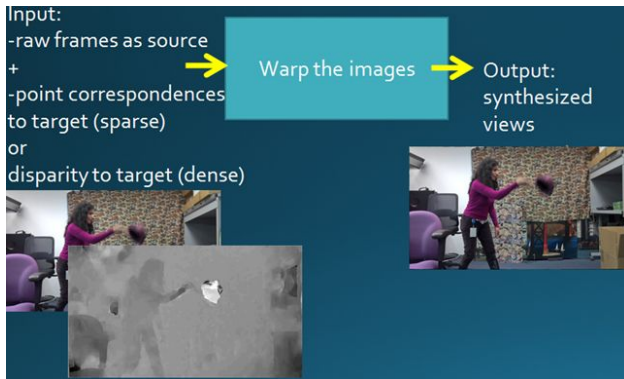 Input:
-raw frames as source
+
-point correspondences
to target (sparse)
or
disparity to target (dense)
Warp the images
Output:
synthesized
views